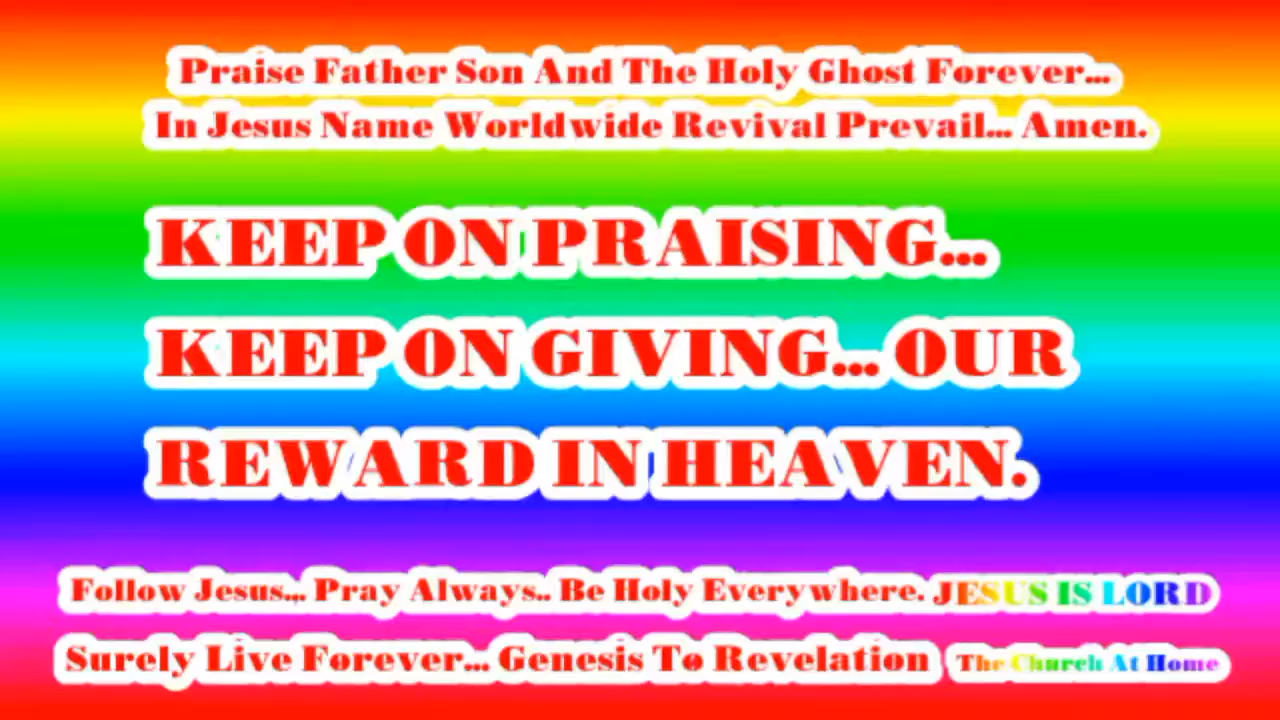 Praise Father Son And The Holy Ghost Forever...
In Jesus Name Worldwide Revival Prevail... Amen.
KEEP ON PRAISING...
KEEP ON GIVING... OUR
REWARD IN HEAVEN.
Follow Jesus... Pray Always.. Be Holy Everywhere. JESUS IS LORD
Surely Live Forever... Genesis To Revelation The Church At Home